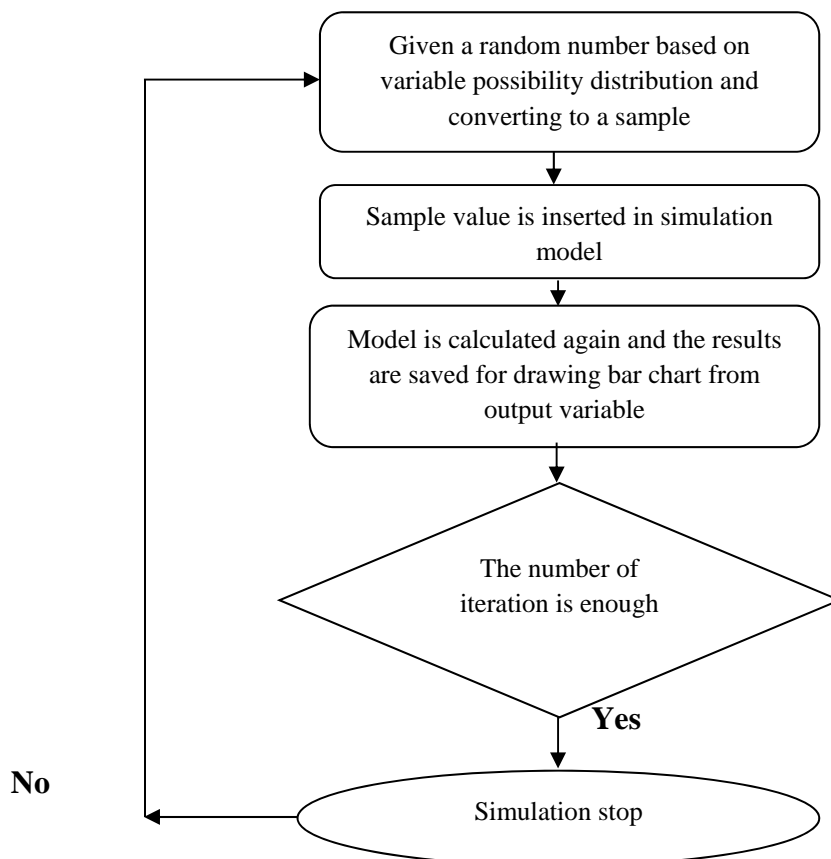 Given a random number based on
variable possibility distribution and
converting to a sample
Sample value is inserted in simulation
model
Model is calculated again and the results
are saved for drawing bar chart from
output variable
The number of
iteration is enough
Yes
No
Simulation stop